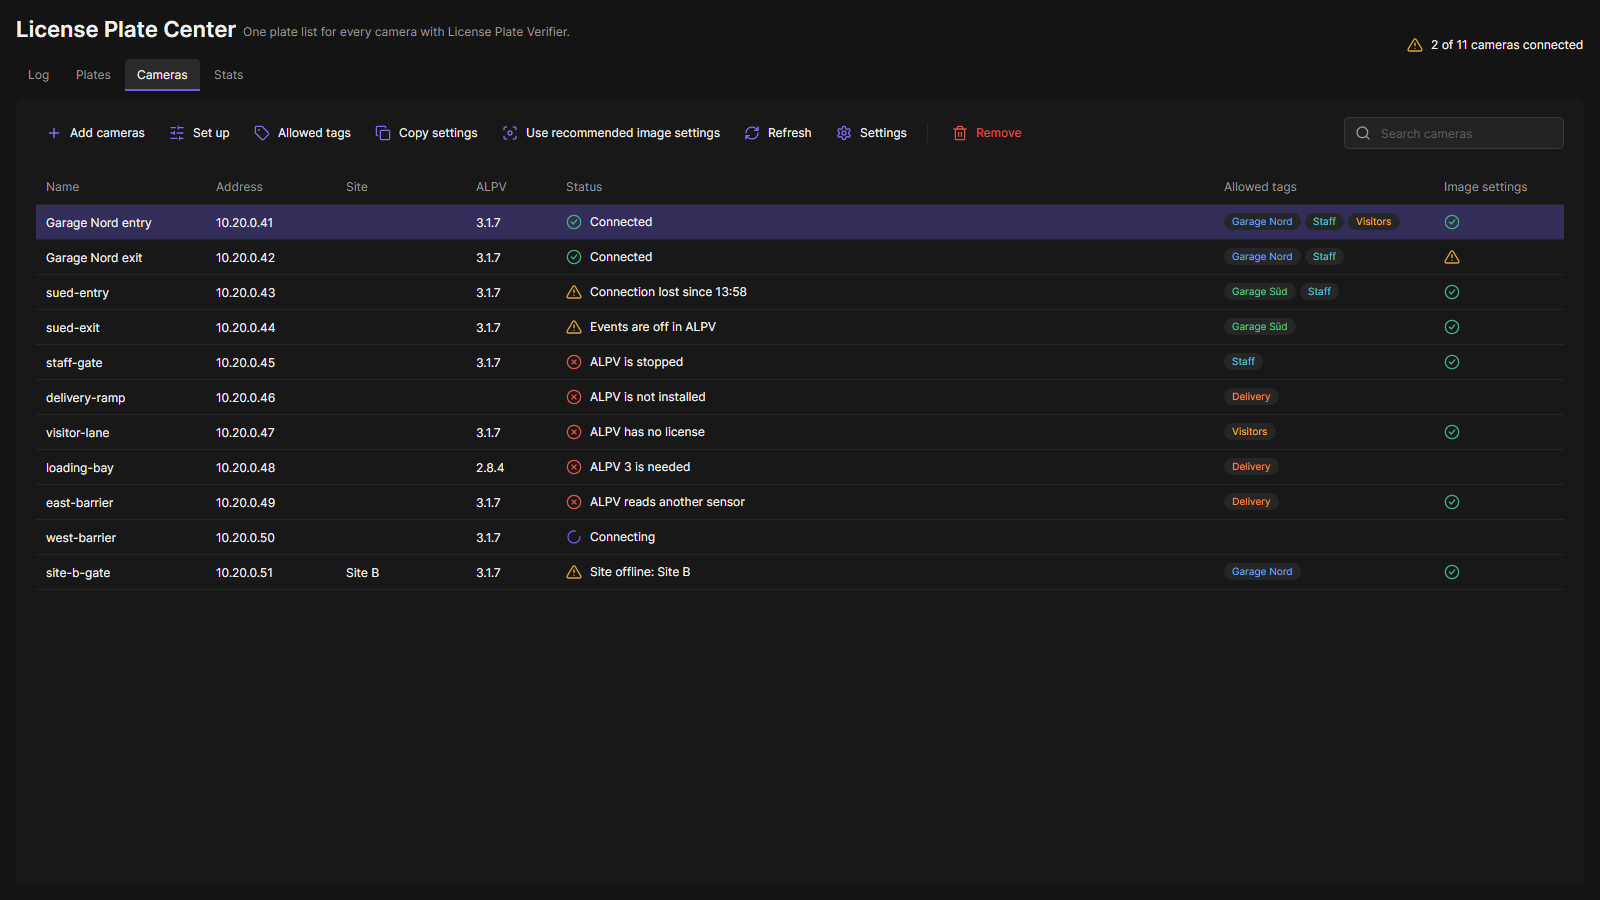 License Plate Center One plate list for every camera with License Plate Verifier.
2 of 11 cameras connected
Log Plates Cameras Stats
Add cameras Set up Allowed tags Copy settings Use recommended image settings Refresh Settings Remove Search cameras
Name Address Site ALPV Status Allowed tags Image settings
Garage Nord entry 10.20.0.41 3.1.7 Connected Garage Nord Staff Visitors
Garage Nord exit 10.20.0.42 3.1.7 Connected Garage Nord Staff
sued-entry 10.20.0.43 3.1.7 Connection lost since 13:58 Garage Süd Staff
sued-exit 10.20.0.44 3.1.7 Events are off in ALPV Garage Süd
staff-gate 10.20.0.45 3.1.7 ALPV is stopped Staff
delivery-ramp 10.20.0.46 ALPV is not installed Delivery
visitor-lane 10.20.0.47 3.1.7 ALPV has no license Visitors
loading-bay 10.20.0.48 2.8.4 ALPV 3 is needed Delivery
east-barrier 10.20.0.49 3.1.7 ALPV reads another sensor Delivery
west-barrier 10.20.0.50 3.1.7 Connecting
site-b-gate 10.20.0.51 Site B 3.1.7 Site offline: Site B Garage Nord